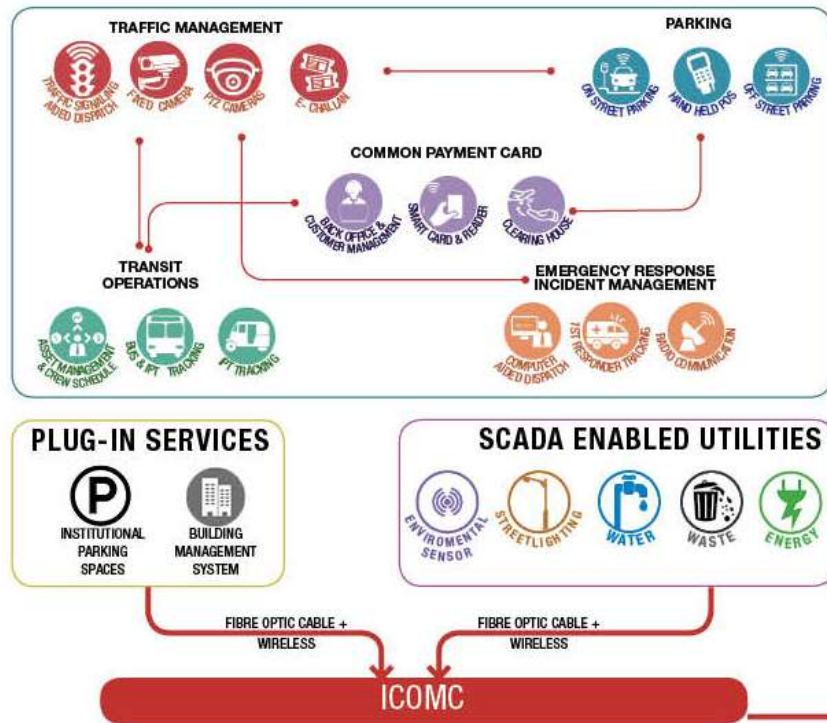 TRAFFIC MANAGEMENT
TRAFFIC SIGNALING
AIDED DISPATCH
FIXED CAMERA
PTZ CAMERAS
E- CHALLAN
PARKING
ON STREET PARKING
HAND HELD POS
OFF STREET PARKING
COMMON PAYMENT CARD
BACK OFFICE &
CUSTOMER MANAGEMENT
SMART CARD & READER
CLEARING HOUSE
TRANSIT
OPERATIONS
ASSET MANAGEMENT
& CREW SCHEDULE
BUS & IPT TRACKING
IPT TRACKING
EMERGENCY RESPONSE
INCIDENT MANAGEMENT
COMPUTER
AIDED DISPATCH
1ST RESPONDER TRACKING
RADIO COMMUNICATION
PLUG-IN SERVICES
P
INSTITUTIONAL
PARKING
SPACES
BUILDING
MANAGEMENT
SYSTEM
SCADA ENABLED UTILITIES
ENVIROMENTAL
SENSOR
STREETLIGHTING
WATER
WASTE
ENERGY
FIBRE OPTIC CABLE +
WIRELESS
FIBRE OPTIC CABLE +
WIRELESS
ICOMC